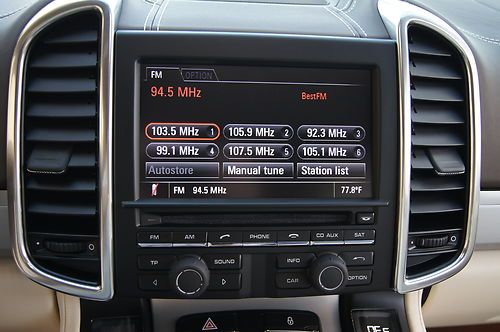 FM OPTION
94.5 MHz BestFM
103.5 MHz 1 105.9 MHz 2 92.3 MHz 3
99.1 MHz 4 107.5 MHz 5 105.1 MHz 6
Autostore Manual tune Station list
FM 94.5 MHz 77.8°F
FM AM PHONE CD AUX SAT
TP SOUND INFO
CAR OPTION